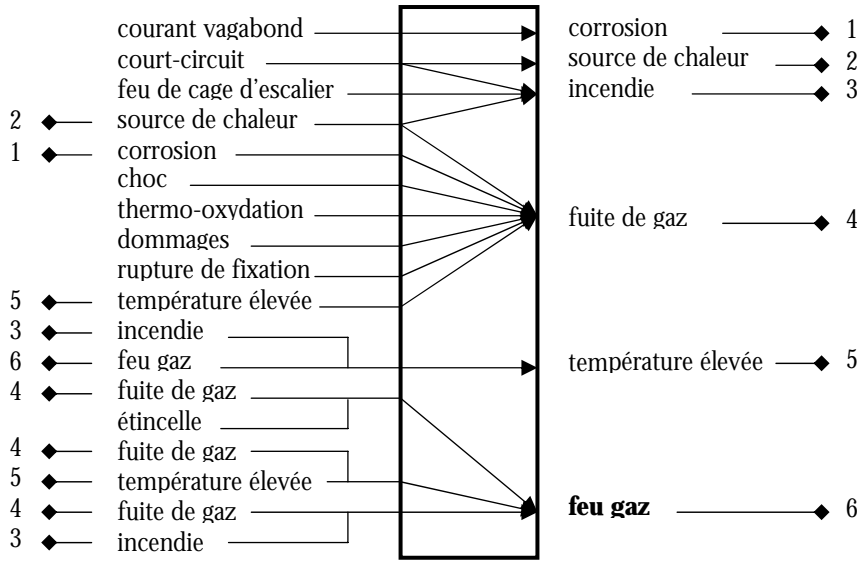 courant vagabond corrosion 1
court-circuit source de chaleur 2
feu de cage d'escalier incendie 3
2 source de chaleur
1 corrosion
choc
thermo-oxydation fuite de gaz 4
dommages
rupture de fixation
5 température élevée
3 incendie
6 feu gaz température élevée 5
4 fuite de gaz
étincelle
4 fuite de gaz
5 température élevée
4 fuite de gaz feu gaz 6
3 incendie